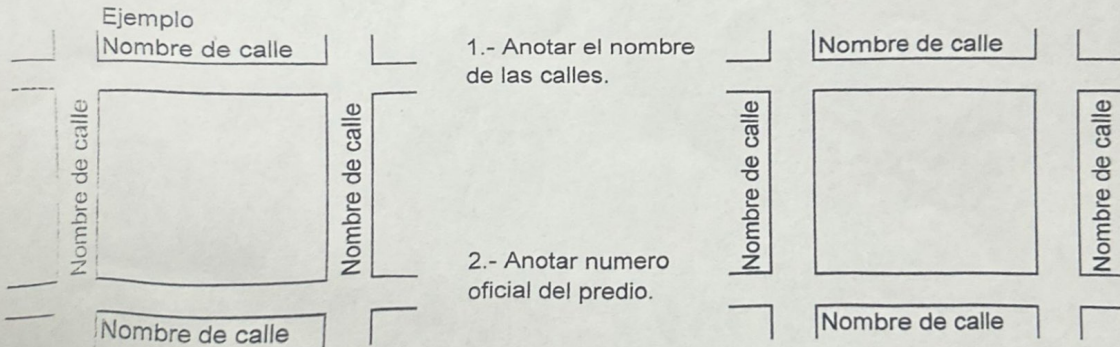 Ejemplo
Nombre de calle
Nombre de calle
Nombre de calle
Nombre de calle
1.- Anotar el nombre
de las calles.
2.- Anotar numero
oficial del predio.
Nombre de calle
Nombre de calle
Nombre de calle
Nombre de calle